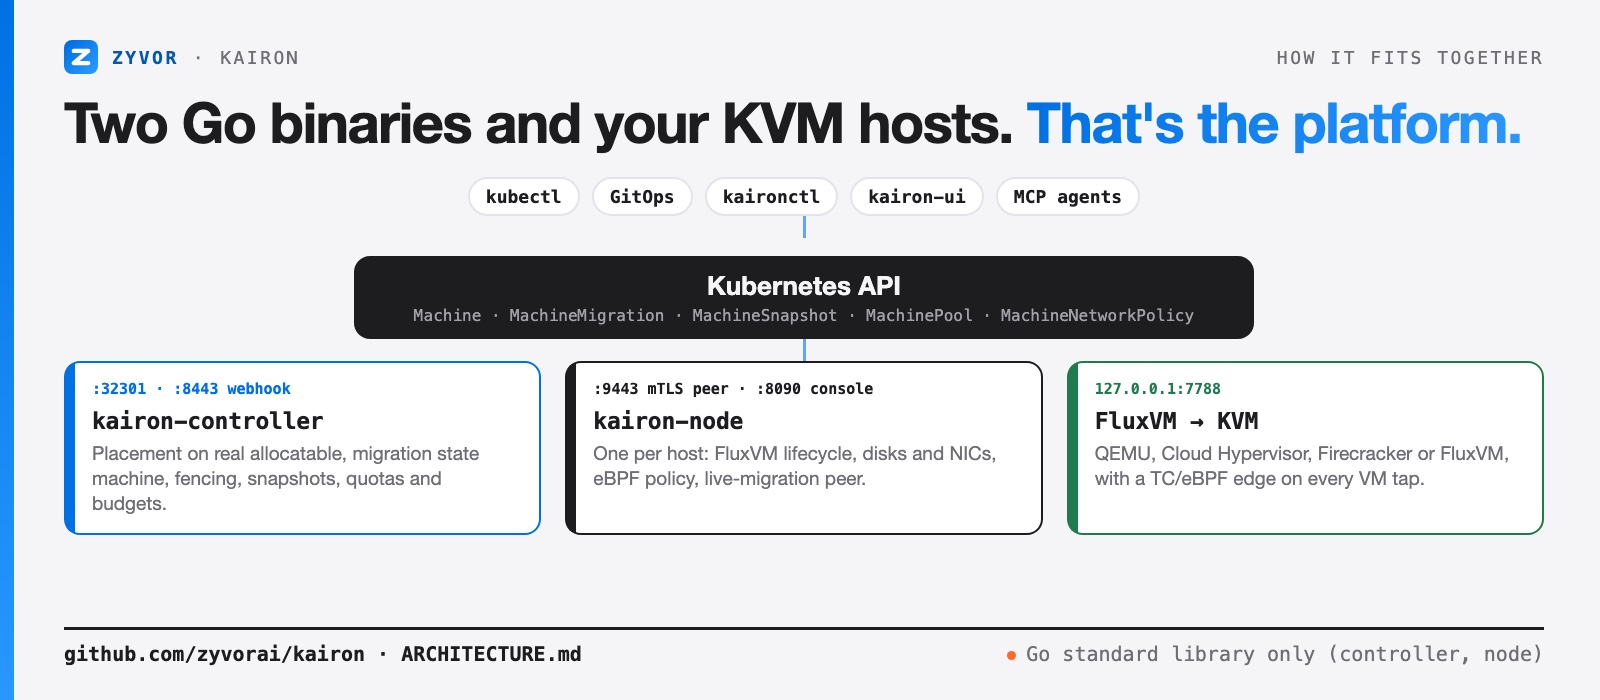 Z ZYVOR · KAIRON
HOW IT FITS TOGETHER
Two Go binaries and your KVM hosts. That's the platform.
kubectl GitOps kaironctl kairon-ui MCP agents
Kubernetes API
Machine · MachineMigration · MachineSnapshot · MachinePool · MachineNetworkPolicy
:32301 · :8443 webhook
kairon-controller
Placement on real allocatable, migration state
machine, fencing, snapshots, quotas and
budgets.
:9443 mTLS peer · :8090 console
kairon-node
One per host: FluxVM lifecycle, disks and NICs,
eBPF policy, live-migration peer.
127.0.0.1:7788
FluxVM → KVM
QEMU, Cloud Hypervisor, Firecracker or FluxVM,
with a TC/eBPF edge on every VM tap.
github.com/zyvorai/kairon · ARCHITECTURE.md
Go standard library only (controller, node)